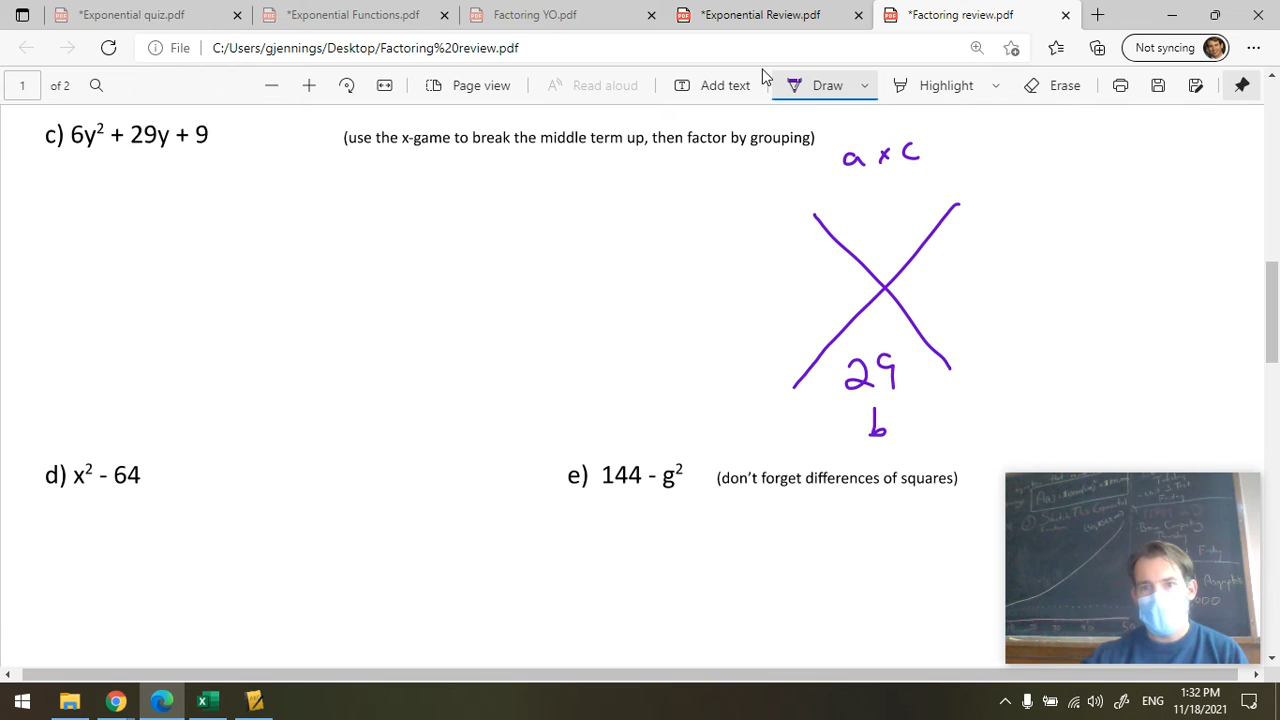 *Exponential quiz.pdf
*Exponential Functions.pdf
Factoring YO.pdf
*Exponential Review.pdf
*Factoring review.pdf
File
C:/Users/gjennings/Desktop/Factoring%20review.pdf
Not syncing
1 of 2
Page view
Read aloud
Add text
Draw
Highlight
Erase
c) 6y² + 29y + 9
(use the x-game to break the middle term up, then factor by grouping)
a × c
29
b
d) x² - 64
e) 144 - g²
(don't forget differences of squares)
ENG
1:32 PM
11/18/2021